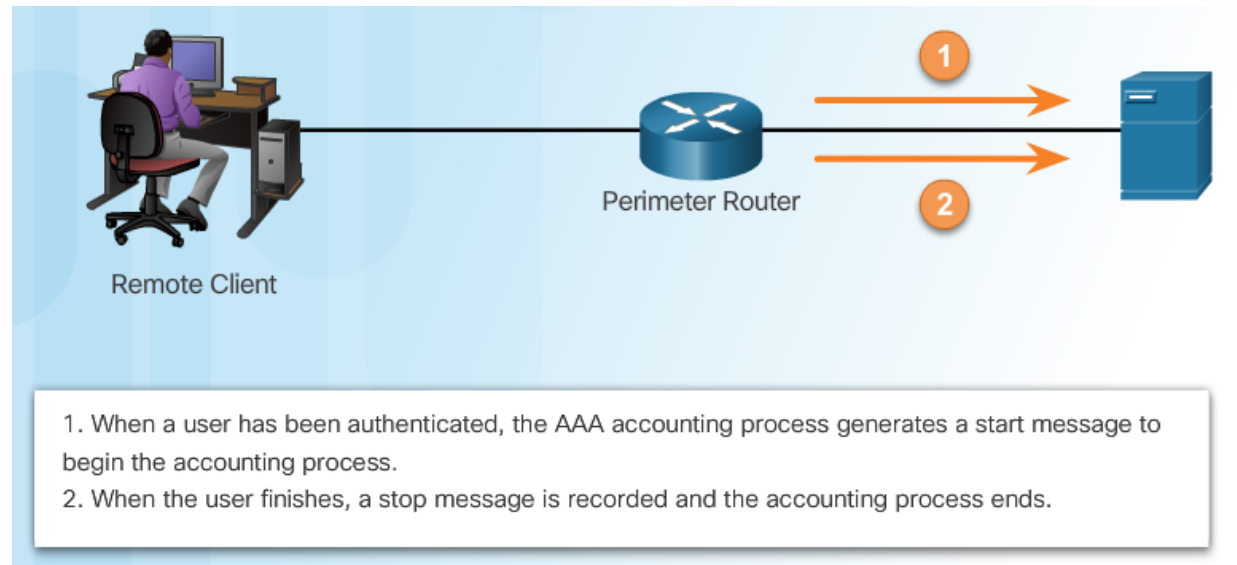 1
Perimeter Router
2
Remote Client
1. When a user has been authenticated, the AAA accounting process generates a start message to
begin the accounting process.
2. When the user finishes, a stop message is recorded and the accounting process ends.